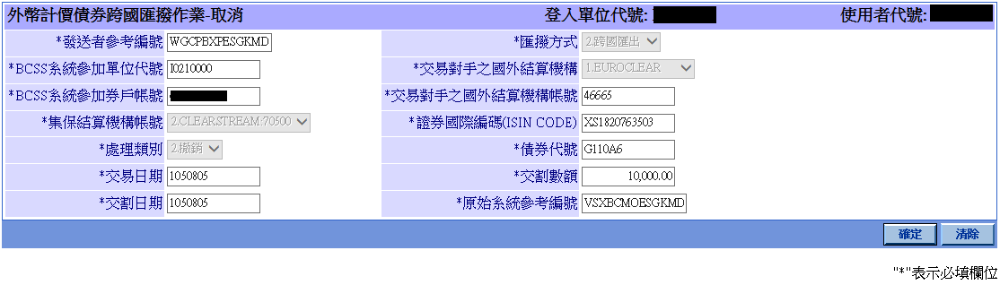 外幣計價債券跨國匯撥作業-取消 登入單位代號: 使用者代號:
*發送者參考編號 WGCPBXPESGKMD *匯撥方式 2.跨國匯出
*BCSS系統參加單位代號 I0210000 *交易對手之國外結算機構 1.EUROCLEAR
*BCSS系統參加券戶帳號 *交易對手之國外結算機構帳號 46665
*集保結算機構帳號 2.CLEARSTREAM:70500 *證券國際編碼(ISIN CODE) XS1820763503
*處理類別 2.撤銷 *債券代號 G110A6
*交易日期 1050805 *交割數額 10,000.00
*交割日期 1050805 *原始系統參考編號 VSXBCMOESGKMD
確定 清除
"*"表示必填欄位